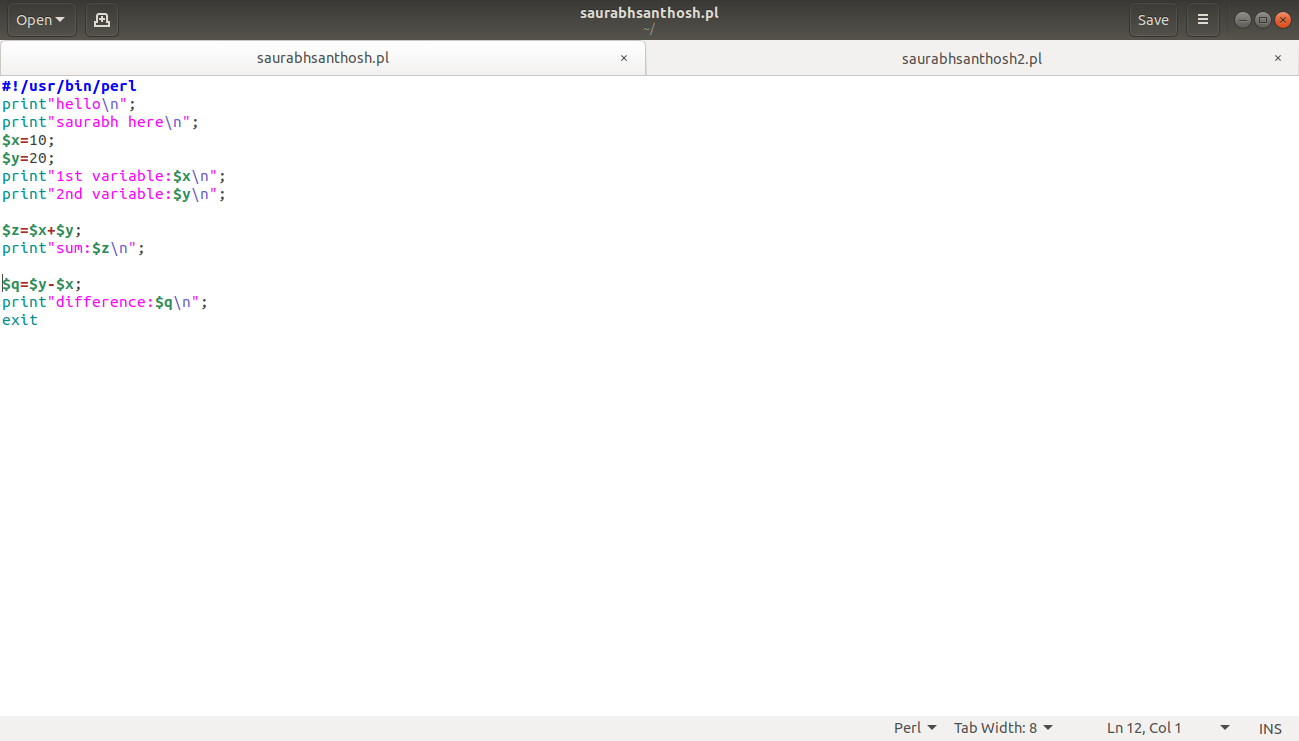 Open
saurabhsanthosh.pl
~/
Save
saurabhsanthosh.pl ×
saurabhsanthosh2.pl ×
#!/usr/bin/perl
print"hello\n";
print"saurabh here\n";
$x=10;
$y=20;
print"1st variable:$x\n";
print"2nd variable:$y\n";
$z=$x+$y;
print"sum:$z\n";
$q=$y-$x;
print"difference:$q\n";
exit
Perl Tab Width: 8 Ln 12, Col 1 INS